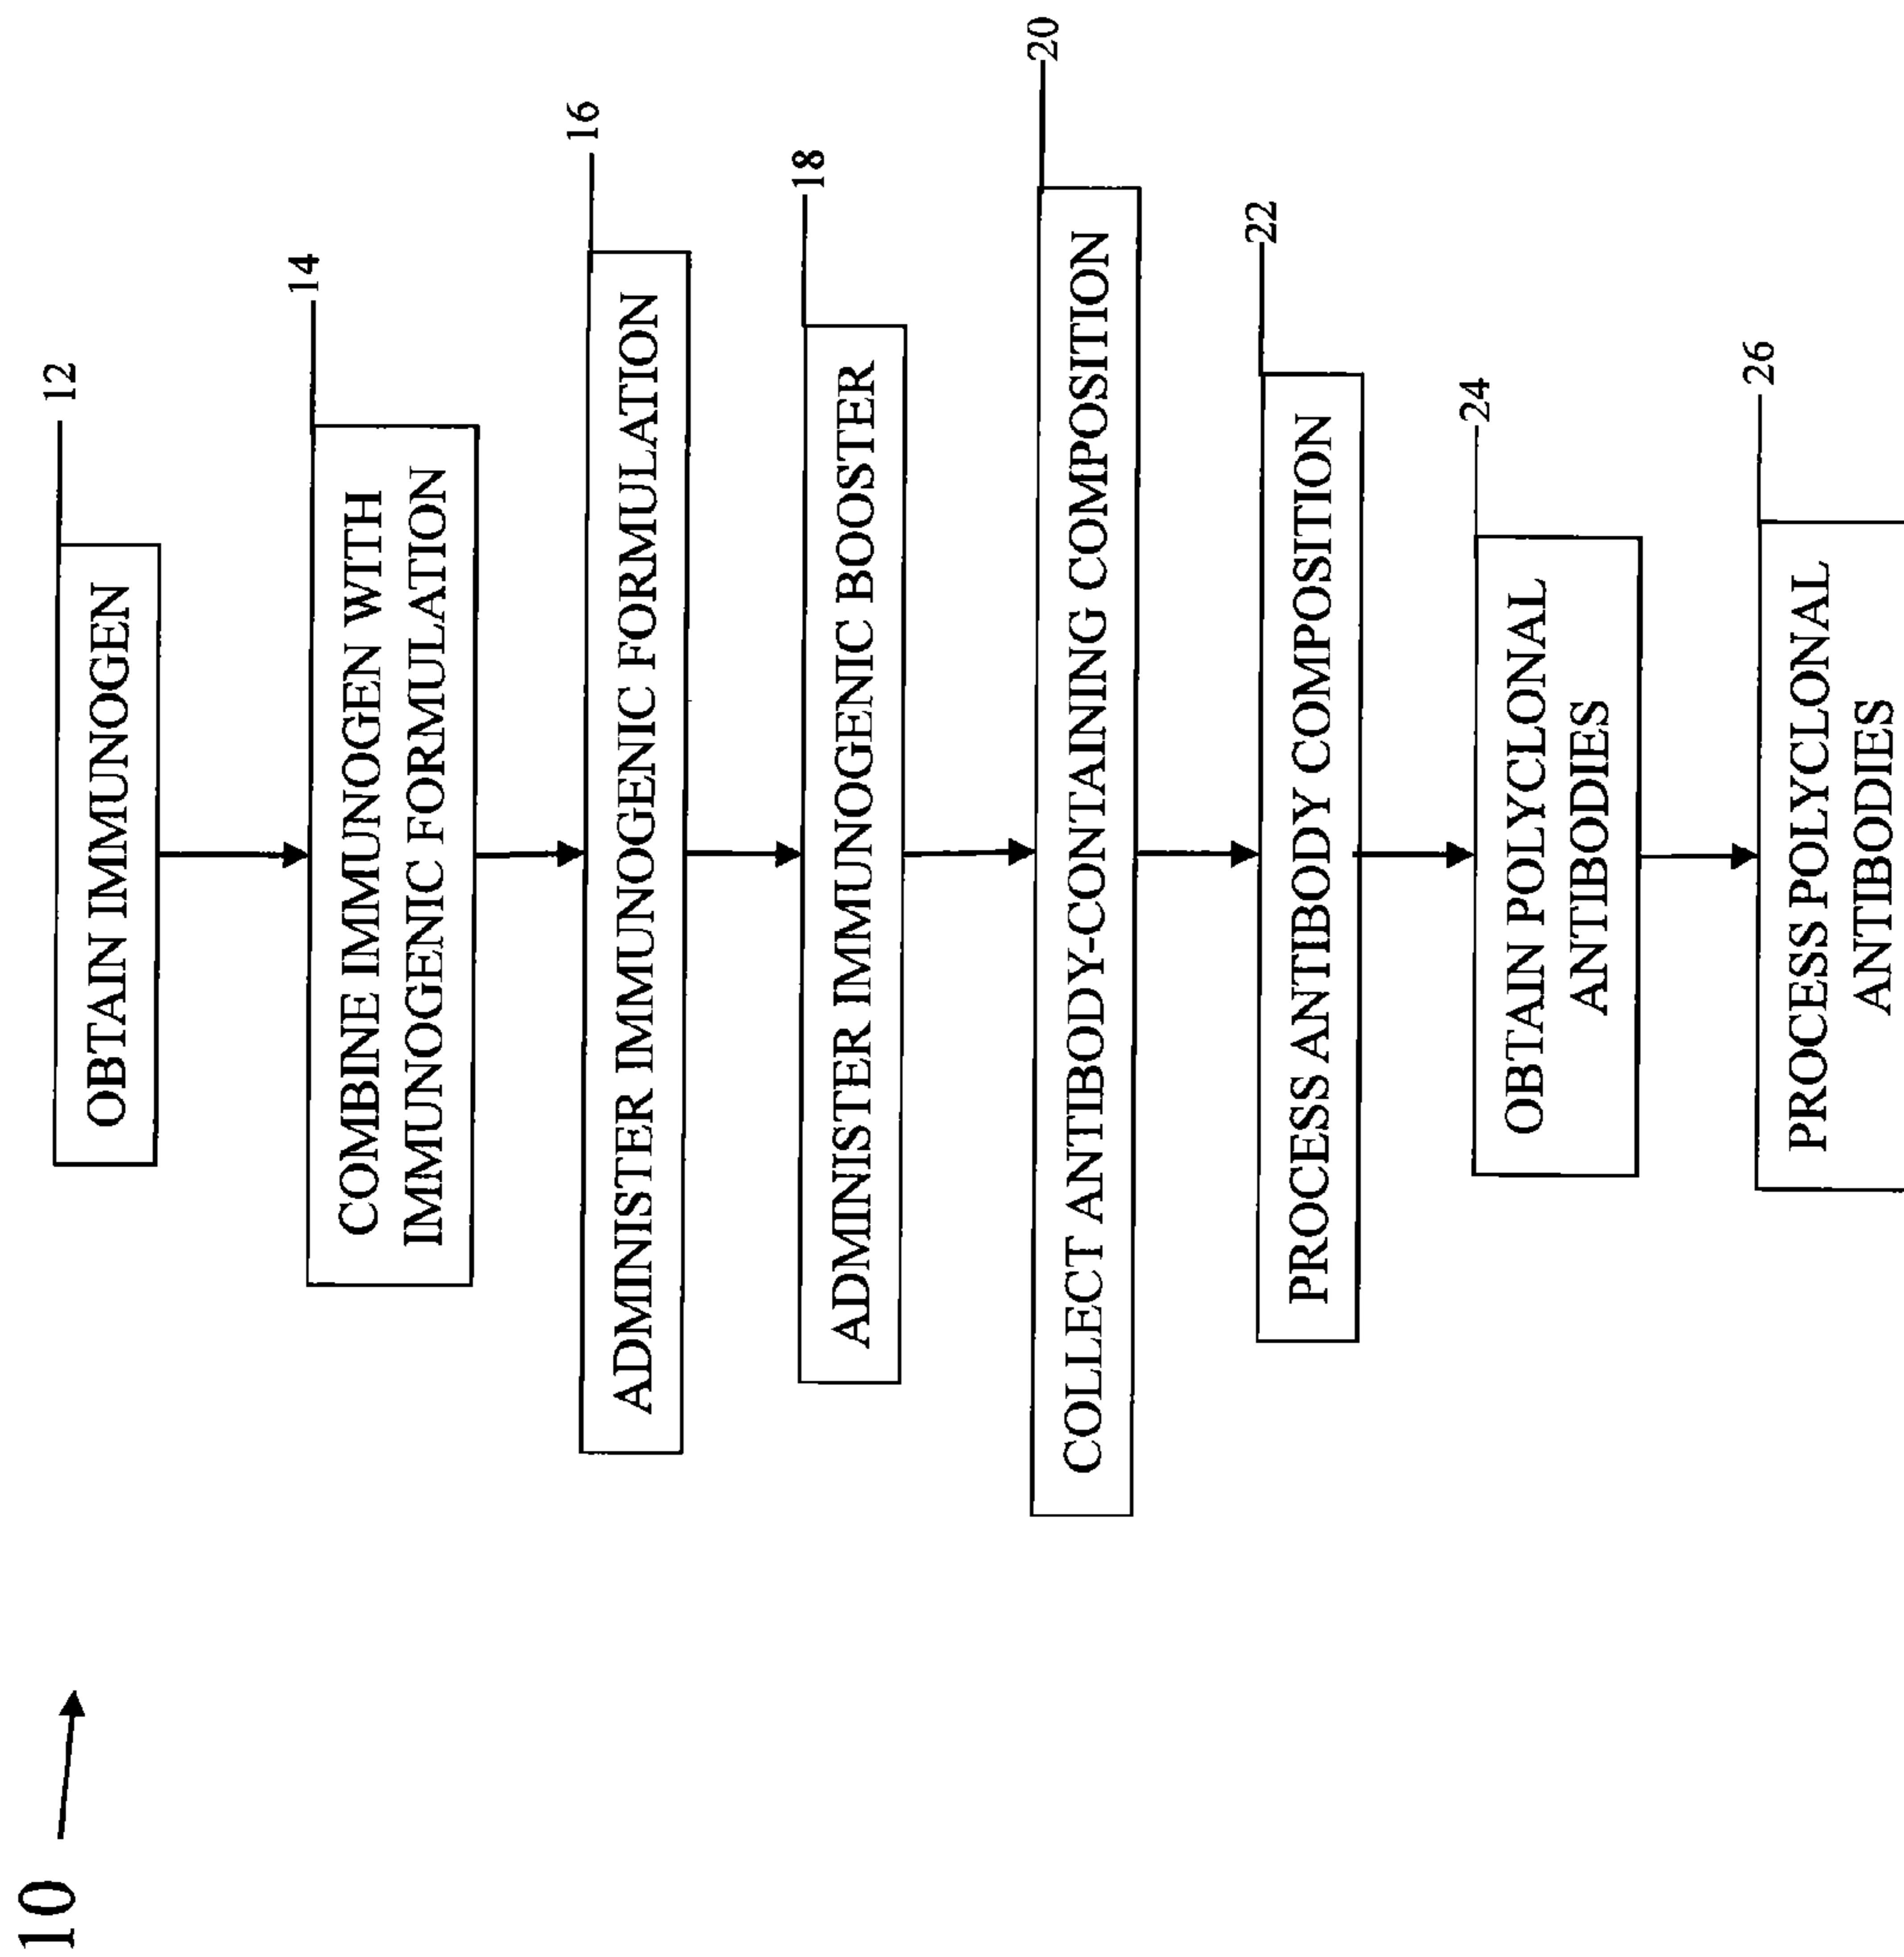 10
12
OBTAIN IMMUNOGEN
14
COMBINE IMMUNOGEN WITH
IMMUNOGENIC FORMULATION
16
ADMINISTER IMMUNOGENIC FORMULATION
18
ADMINISTER IMMUNOGENIC BOOSTER
20
COLLECT ANTIBODY-CONTAINING COMPOSITION
22
PROCESS ANTIBODY COMPOSITION
24
OBTAIN POLYCLONAL
ANTIBODIES
26
PROCESS POLYCLONAL
ANTIBODIES